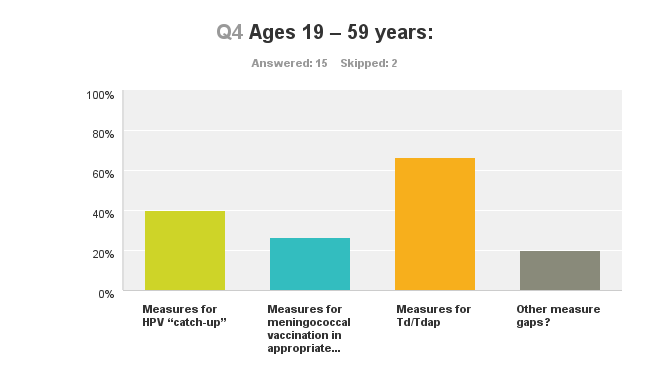 Q4 Ages 19 – 59 years:
Answered: 15 Skipped: 2
100%
80%
60%
40%
20%
0%
Measures for
HPV “catch-up”
Measures for
meningococcal
vaccination in
appropriate...
Measures for
Td/Tdap
Other measure
gaps?